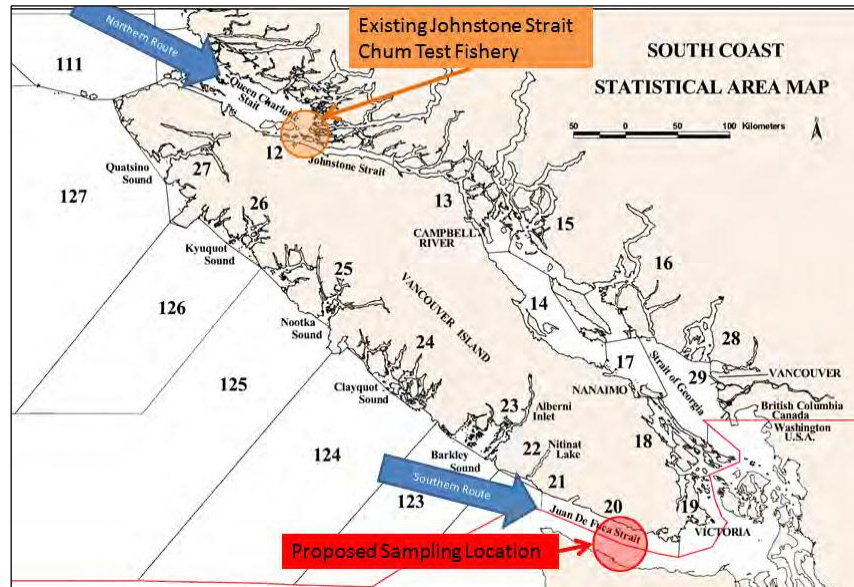 Northern Route
Existing Johnstone Strait
Chum Test Fishery
SOUTH COAST
STATISTICAL AREA MAP
50 0 50 100 Kilometers
N
111
Queen Charlotte
Strait
12
Johnstone Strait
Quatsino
Sound
27
127
13
CAMPBELL
RIVER
15
26
Kyuquot
Sound
16
25
VANCOUVER ISLAND
14
126
Nootka
Sound
24
28
17
Strait of Georgia
29
VANCOUVER
125
Clayquot
Sound
NANAIMO
British Columbia
Canada
Washington
U.S.A.
23
Alberni
Inlet
18
124
Barkley
Sound
22
Nitinat
Lake
21
Southern Route
123
20
Juan De Fuca Strait
19
VICTORIA
Proposed Sampling Location